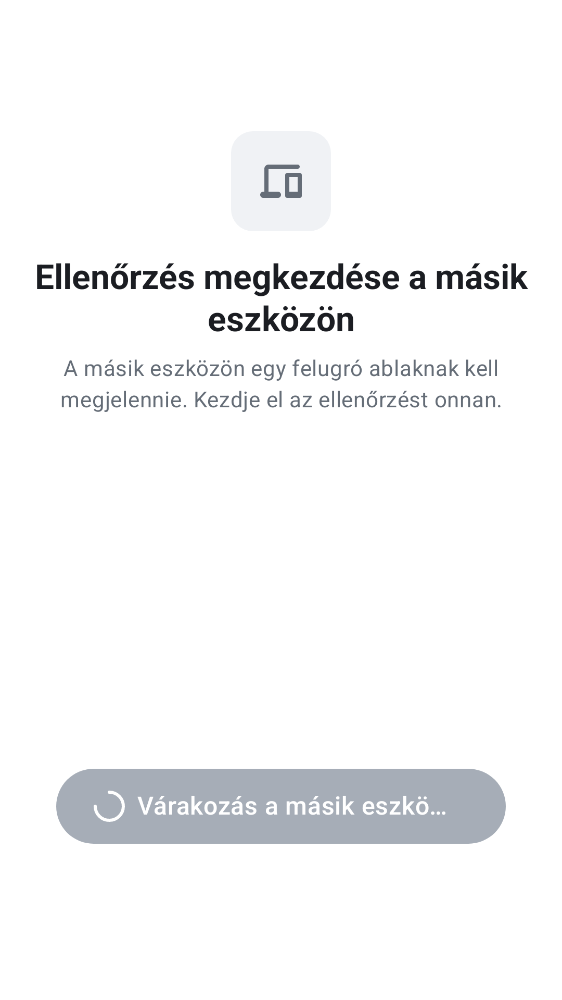 Ellenőrzés megkezdése a másik
eszközön
A másik eszközön egy felugró ablaknak kell
megjelennie. Kezdje el az ellenőrzést onnan.
Várakozás a másik eszkö…